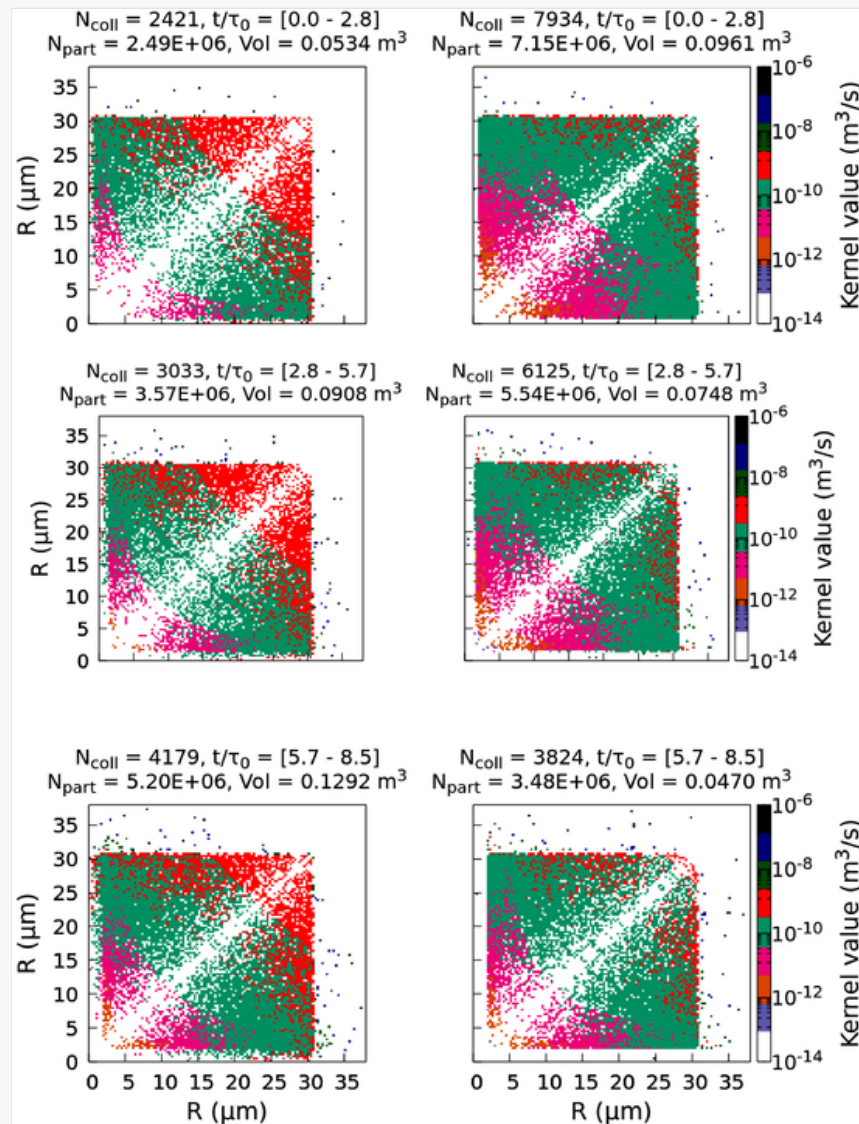 N_coll = 2421, t/τ_0 = [0.0 - 2.8]
N_part = 2.49E+06, Vol = 0.0534 m^3
N_coll = 7934, t/τ_0 = [0.0 - 2.8]
N_part = 7.15E+06, Vol = 0.0961 m^3
35
30
25
20
15
10
5
0
R (μm)
10^-6
10^-8
10^-10
10^-12
10^-14
Kernel value (m^3/s)
N_coll = 3033, t/τ_0 = [2.8 - 5.7]
N_part = 3.57E+06, Vol = 0.0908 m^3
N_coll = 6125, t/τ_0 = [2.8 - 5.7]
N_part = 5.54E+06, Vol = 0.0748 m^3
35
30
25
20
15
10
5
0
R (μm)
10^-6
10^-8
10^-10
10^-12
10^-14
Kernel value (m^3/s)
N_coll = 4179, t/τ_0 = [5.7 - 8.5]
N_part = 5.20E+06, Vol = 0.1292 m^3
N_coll = 3824, t/τ_0 = [5.7 - 8.5]
N_part = 3.48E+06, Vol = 0.0470 m^3
35
30
25
20
15
10
5
0
R (μm)
0 5 10 15 20 25 30 35
R (μm)
0 5 10 15 20 25 30 35
R (μm)
10^-6
10^-8
10^-10
10^-12
10^-14
Kernel value (m^3/s)